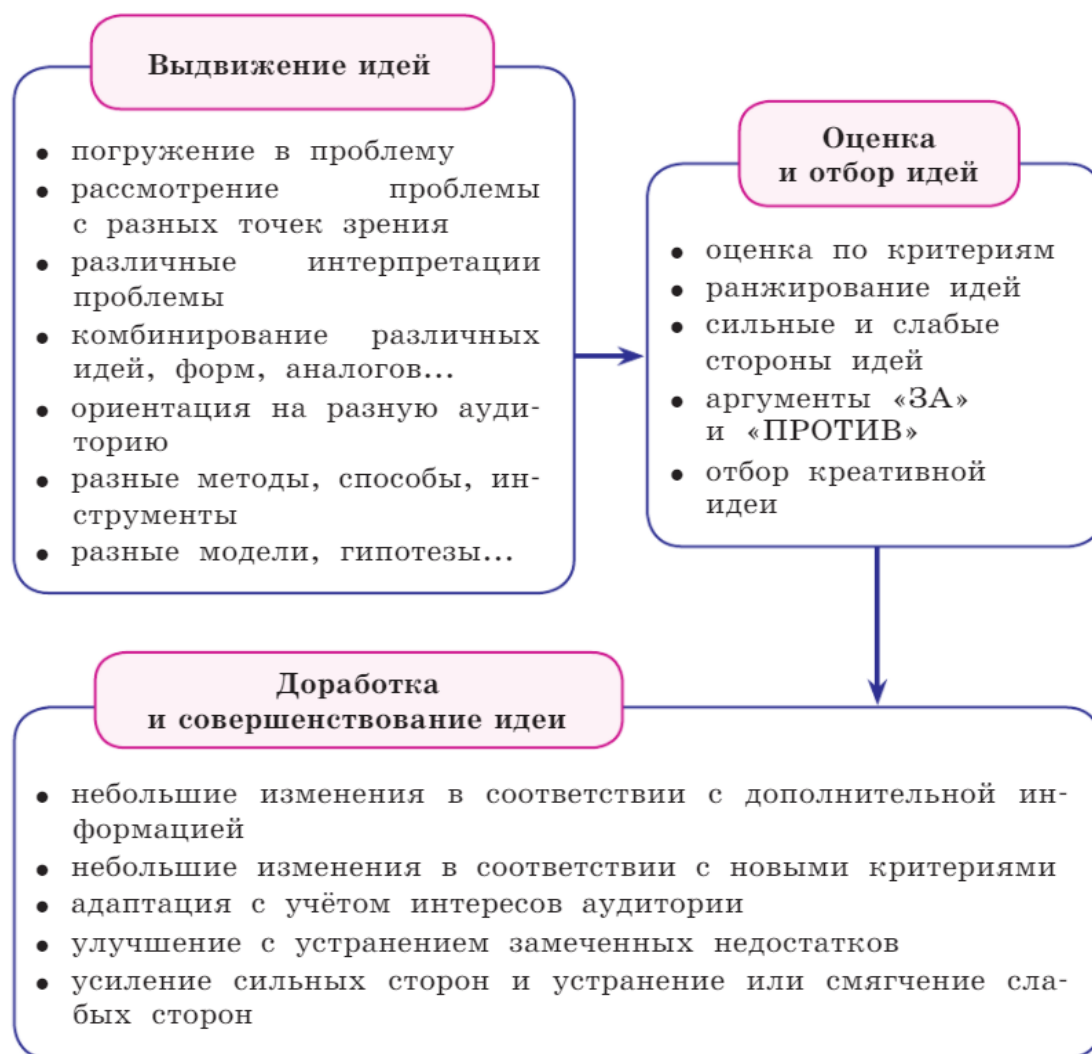 Выдвижение идей
• погружение в проблему
• рассмотрение проблемы
с разных точек зрения
• различные интерпретации
проблемы
• комбинирование различных
идей, форм, аналогов...
• ориентация на разную ауди-
торию
• разные методы, способы, ин-
струменты
• разные модели, гипотезы...
Оценка
и отбор идей
• оценка по критериям
• ранжирование идей
• сильные и слабые
стороны идей
• аргументы «ЗА»
и «ПРОТИВ»
• отбор креативной
идеи
Доработка
и совершенствование идеи
• небольшие изменения в соответствии с дополнительной ин-
формацией
• небольшие изменения в соответствии с новыми критериями
• адаптация с учётом интересов аудитории
• улучшение с устранением замеченных недостатков
• усиление сильных сторон и устранение или смягчение сла-
бых сторон